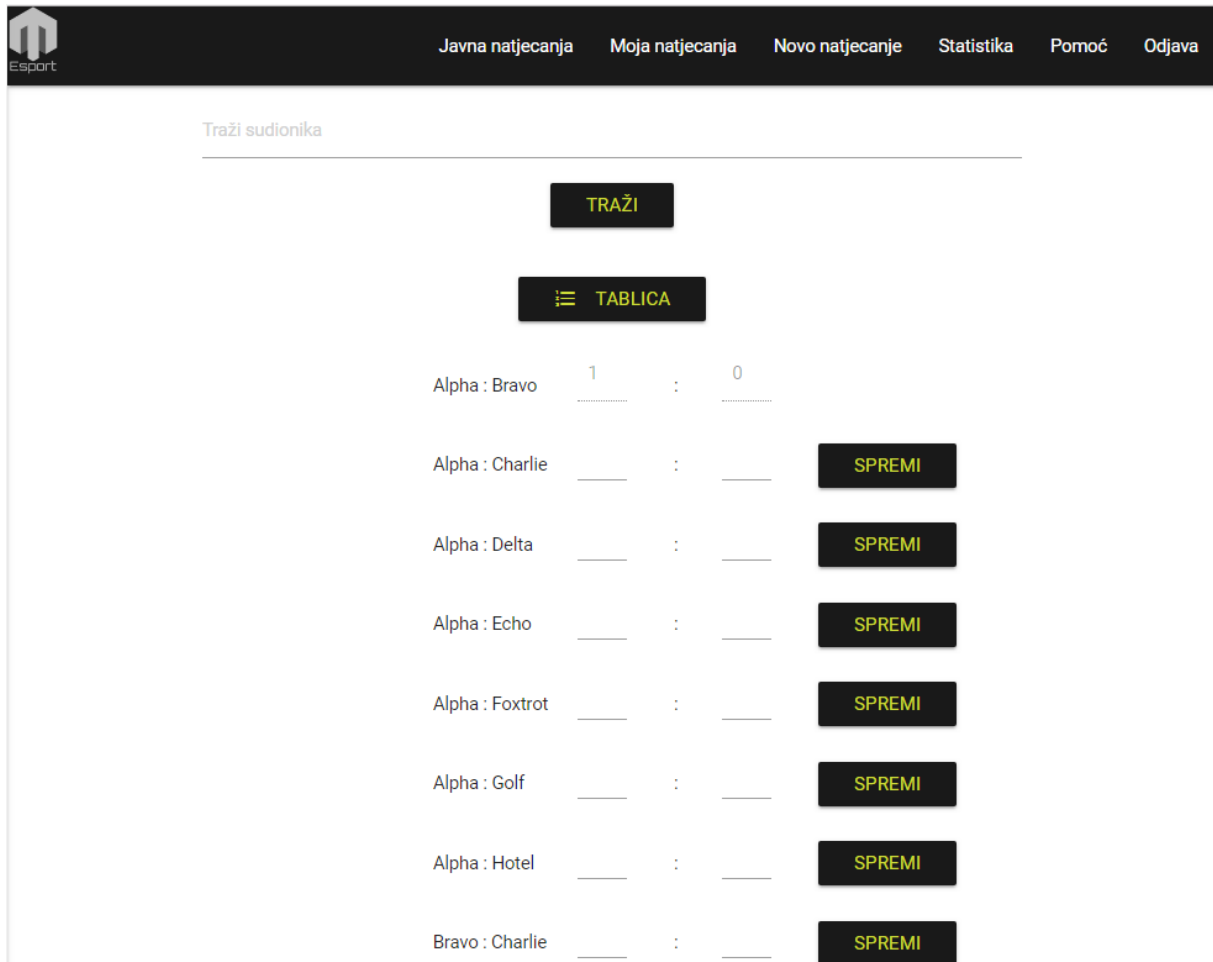 Esport
Javna natjecanja Moja natjecanja Novo natjecanje Statistika Pomoć Odjava
Traži sudionika
TRAŽI
TABLICA
Alpha : Bravo 1 : 0
Alpha : Charlie : SPREMI
Alpha : Delta : SPREMI
Alpha : Echo : SPREMI
Alpha : Foxtrot : SPREMI
Alpha : Golf : SPREMI
Alpha : Hotel : SPREMI
Bravo : Charlie : SPREMI